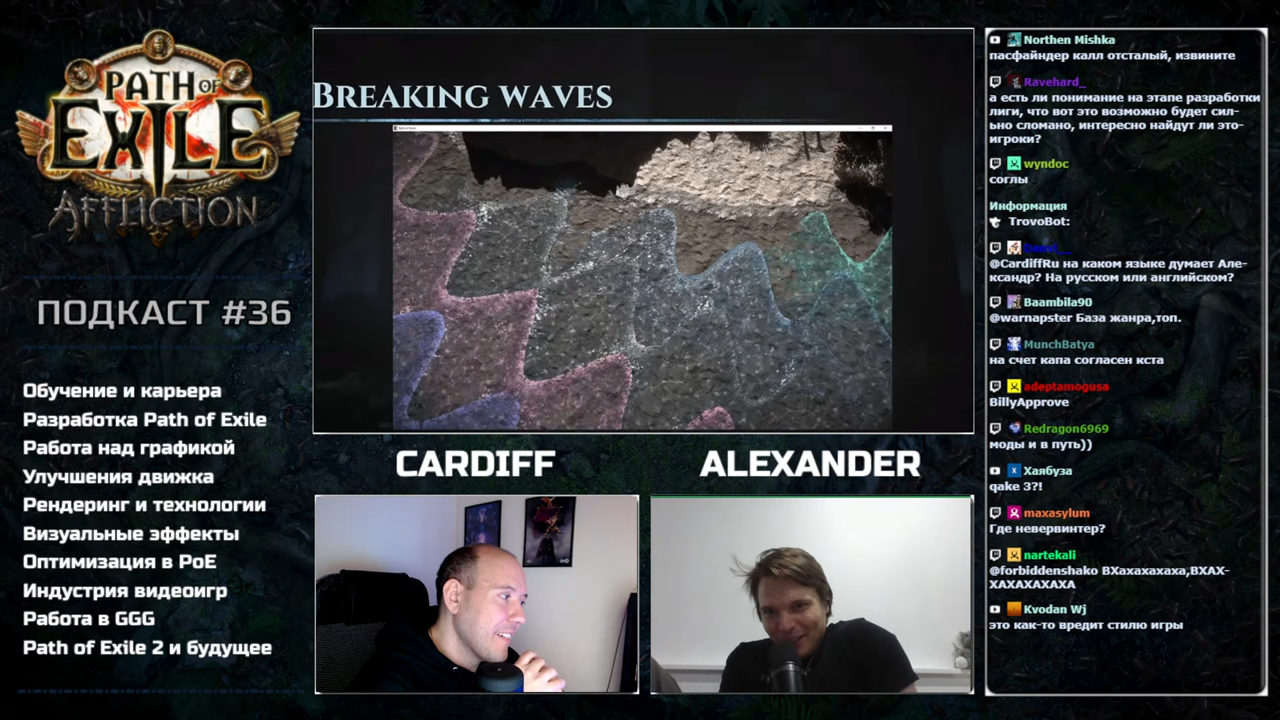 PATH OF
EXILE
AFFLICTION
ПОДКАСТ #36
Обучение и карьера
Разработка Path of Exile
Работа над графикой
Улучшения движка
Рендеринг и технологии
Визуальные эффекты
Оптимизация в PoE
Индустрия видеоигр
Работа в GGG
Path of Exile 2 и будущее
BREAKING WAVES
CARDIFF
ALEXANDER
Northen Mishka
пасфайндер калл отсталый, извините
Ravehard_
а есть ли понимание на этапе разработки
лиги, что вот это возможно будет сил-
ьно сломано, интересно найдут ли это-
игроки?
wyndoc
соглы
Информация
TrovoBot:
@CardiffRu на каком языке думает Але-
ксандр? На русском или английском?
Baambila90
@warnapster База жанра,топ.
MunchBatya
на счет капа согласен кста
adeptamogusa
BillyApprove
Redragon6969
моды и в путь))
Хаябуза
qake 3?!
maxasylum
Где невервинтер?
nartekali
@forbiddenshako ВХахахахаха,ВХАХ-
ХАХАХАХАХА
Kvodan Wj
это как-то вредит стилю игры